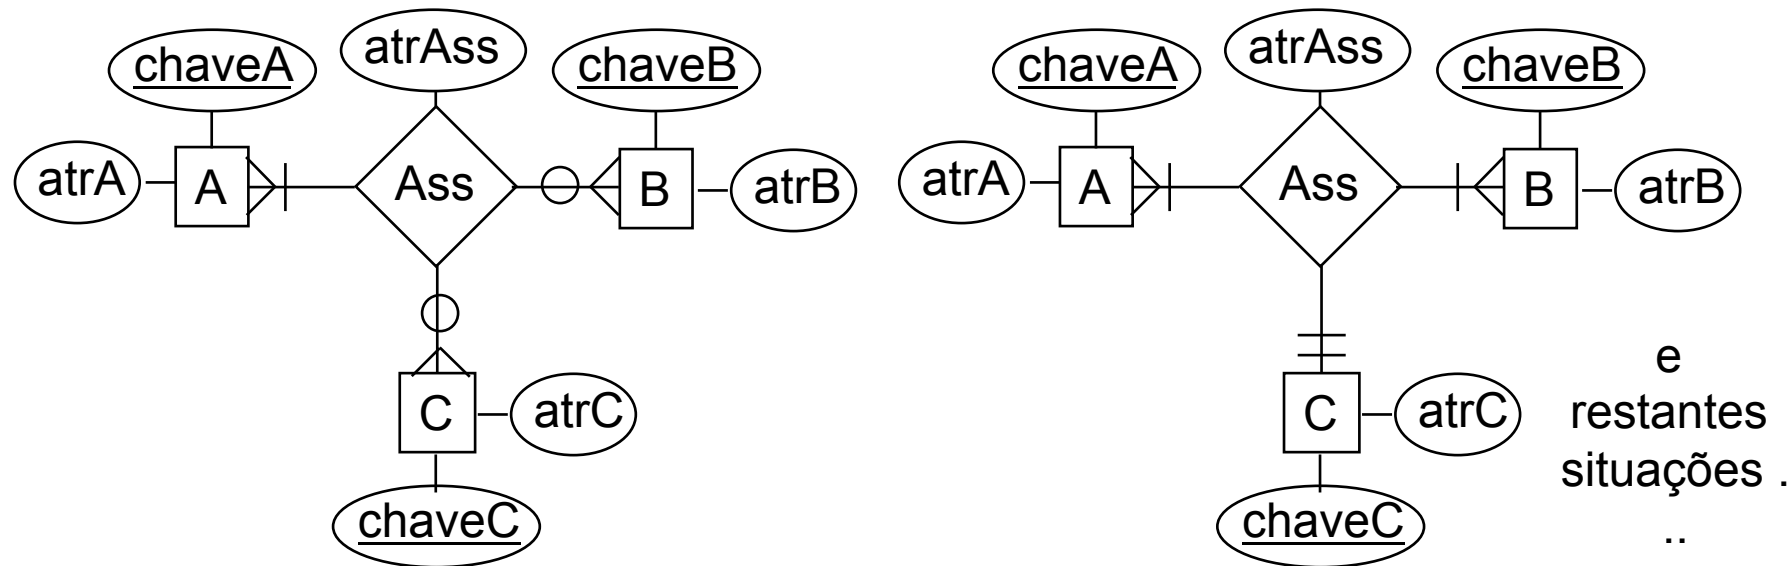 chaveA
atrAss
chaveB
atrA
A
Ass
B
atrB
C
atrC
chaveC
chaveA
atrAss
chaveB
atrA
A
Ass
B
atrB
C
atrC
chaveC
e
restantes
situações .
..